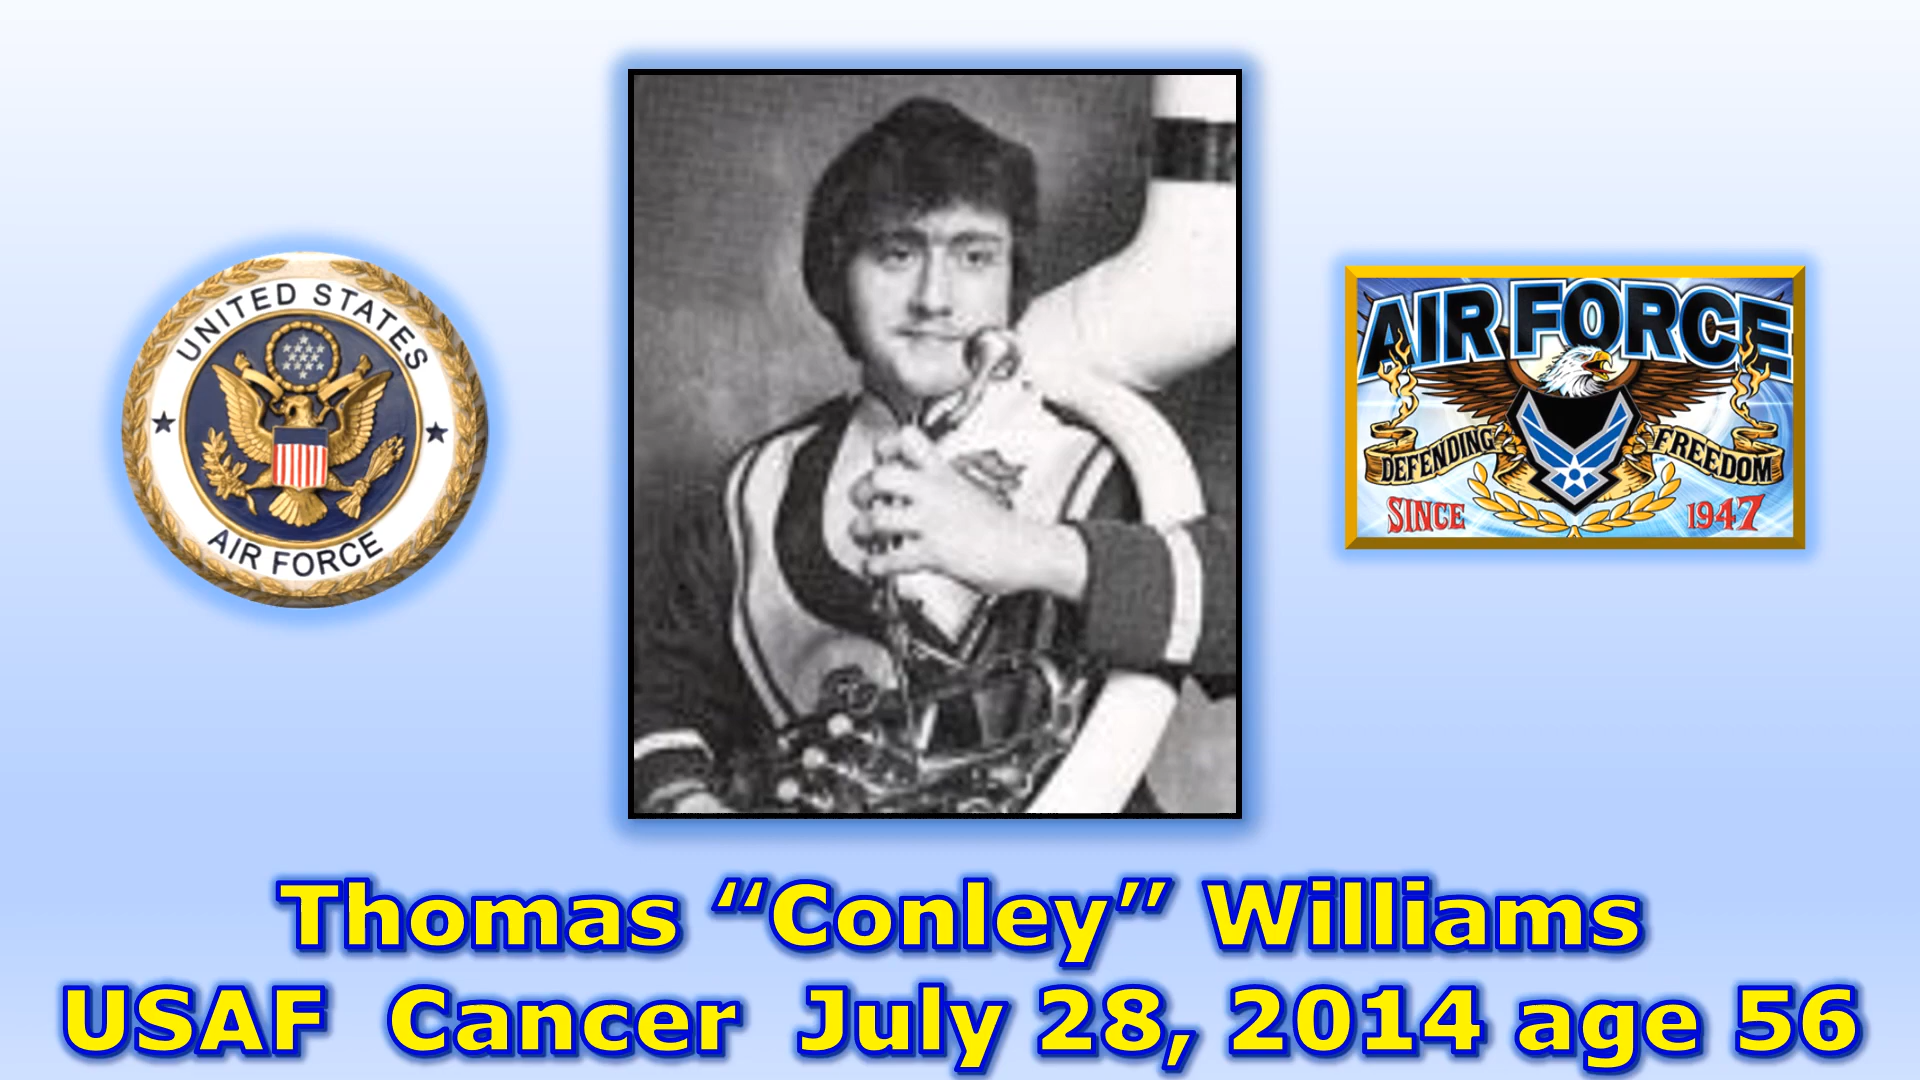 UNITED STATES
AIR FORCE
AIR FORCE
DEFENDING FREEDOM
SINCE 1947
Thomas “Conley” Williams
USAF  Cancer  July 28, 2014 age 56